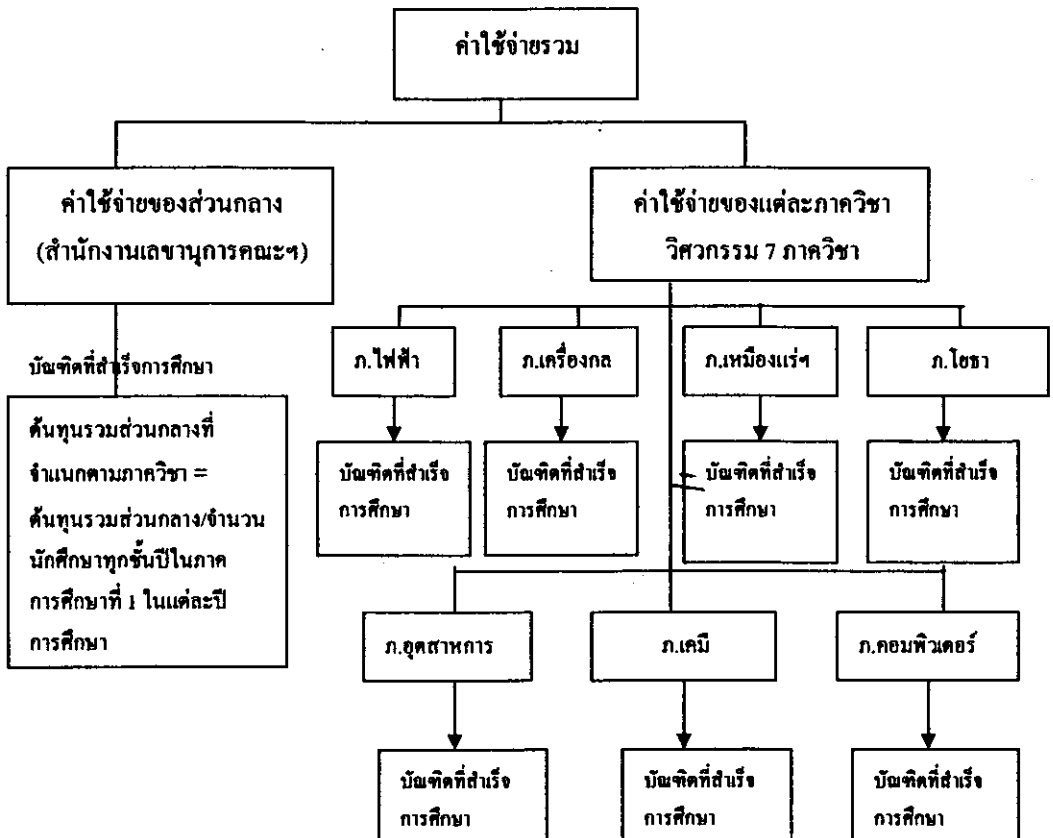 ค่าใช้จ่ายรวม
ค่าใช้จ่ายของส่วนกลาง
(สำนักงานเลขานุการคณะฯ)
ค่าใช้จ่ายของแต่ละภาควิชา
วิศวกรรม 7 ภาควิชา
บัณฑิตที่สำเร็จการศึกษา
ต้นทุนรวมส่วนกลางที่
จำแนกตามภาควิชา =
ต้นทุนรวมส่วนกลาง/จำนวน
นักศึกษาทุกชั้นปีในภาค
การศึกษาที่ 1 ในแต่ละปี
การศึกษา
ภ.ไฟฟ้า
ภ.เครื่องกล
ภ.เหมืองแร่ฯ
ภ.โยธา
บัณฑิตที่สำเร็จ
การศึกษา
บัณฑิตที่สำเร็จ
การศึกษา
บัณฑิตที่สำเร็จ
การศึกษา
บัณฑิตที่สำเร็จ
การศึกษา
ภ.อุตสาหการ
ภ.เคมี
ภ.คอมพิวเตอร์
บัณฑิตที่สำเร็จ
การศึกษา
บัณฑิตที่สำเร็จ
การศึกษา
บัณฑิตที่สำเร็จ
การศึกษา